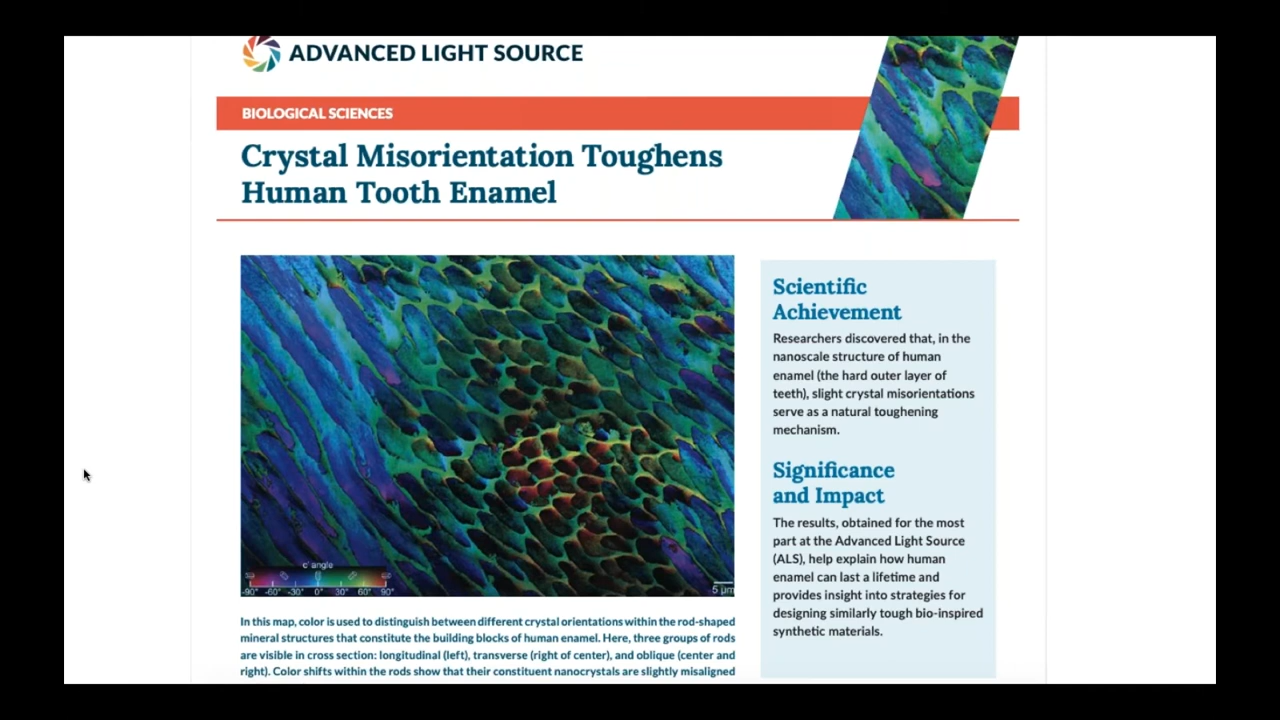 ADVANCED LIGHT SOURCE
BIOLOGICAL SCIENCES
Crystal Misorientation Toughens
Human Tooth Enamel
c' angle
-90° -60° -30° 0° 30° 60° 90°
5 μm
In this map, color is used to distinguish between different crystal orientations within the rod-shaped
mineral structures that constitute the building blocks of human enamel. Here, three groups of rods
are visible in cross section: longitudinal (left), transverse (right of center), and oblique (center and
right). Color shifts within the rods show that their constituent nanocrystals are slightly misaligned
Scientific
Achievement
Researchers discovered that, in the
nanoscale structure of human
enamel (the hard outer layer of
teeth), slight crystal misorientations
serve as a natural toughening
mechanism.
Significance
and Impact
The results, obtained for the most
part at the Advanced Light Source
(ALS), help explain how human
enamel can last a lifetime and
provides insight into strategies for
designing similarly tough bio-inspired
synthetic materials.